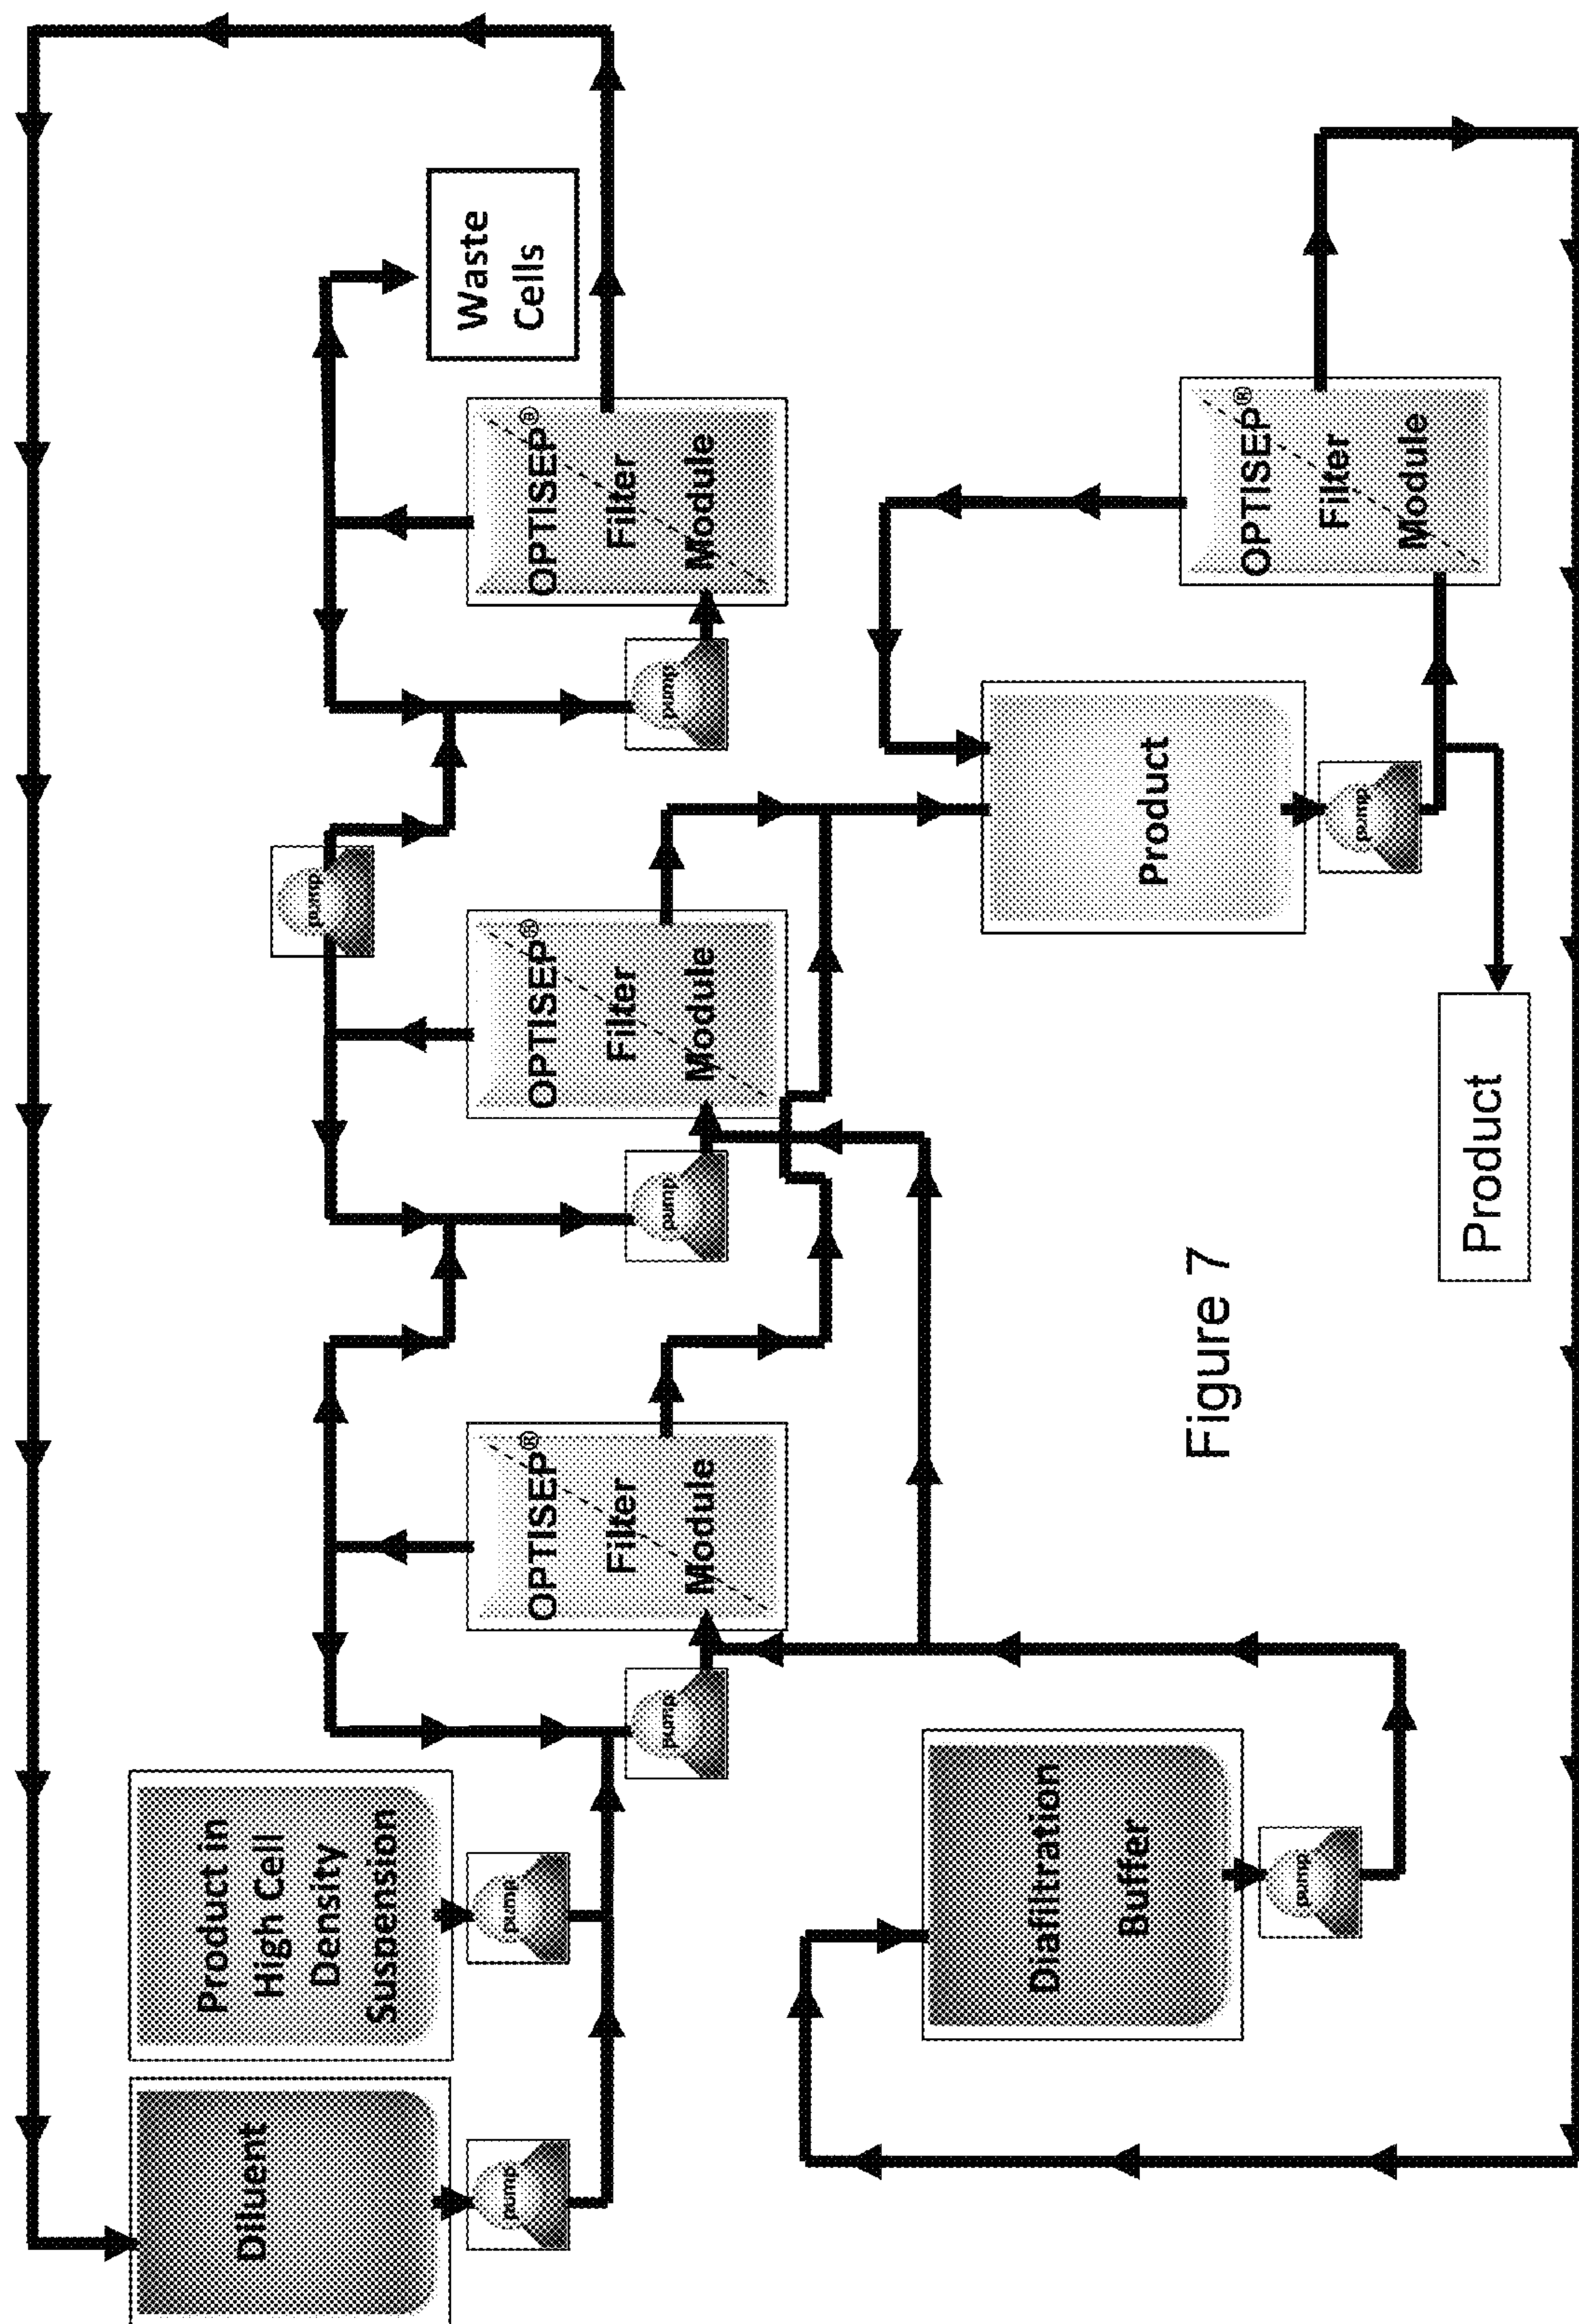 Diluent
Product in
High Cell
Density
Suspension
pump
pump
pump
Waste
Cells
OPTISEP®
Filter
Module
OPTISEP®
Filter
Module
OPTISEP®
Filter
Module
pump
pump
pump
Diafiltration
Buffer
pump
Product
pump
OPTISEP®
Filter
Module
Product
Figure 7